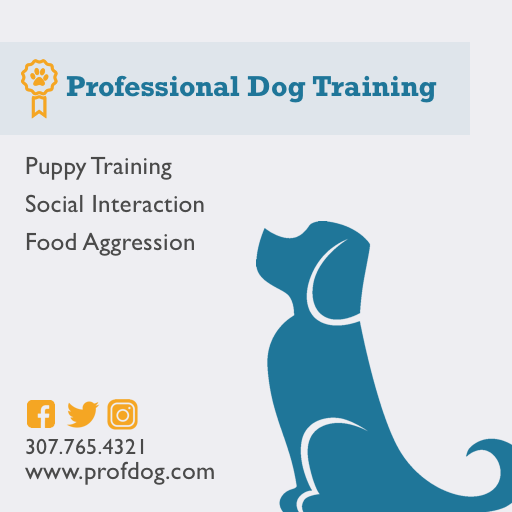 Professional Dog Training
Puppy Training
Social Interaction
Food Aggression
307.765.4321
www.profdog.com